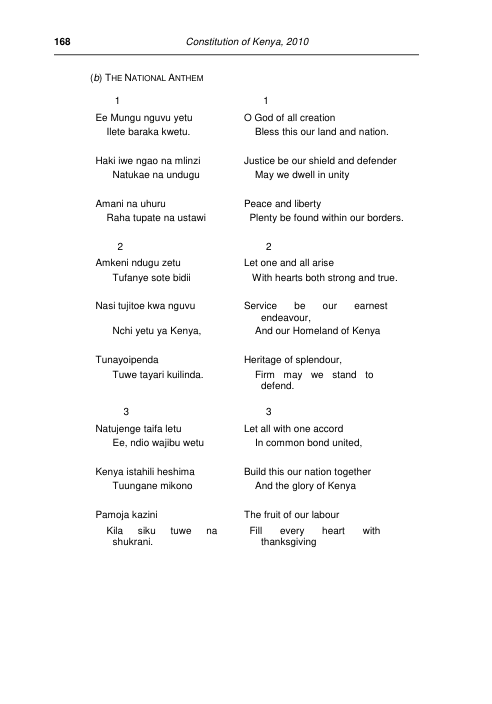 168
Constitution of Kenya, 2010
(b) THE NATIONAL ANTHEM
1
Ee Mungu nguvu yetu
Ilete baraka kwetu.
Haki iwe ngao na mlinzi
Natukae na undugu
Amani na uhuru
Raha tupate na ustawi
2
Amkeni ndugu zetu
Tufanye sote bidii
Nasi tujitoe kwa nguvu
Nchi yetu ya Kenya,
Tunayoipenda
Tuwe tayari kuilinda.
3
Natujenge taifa letu
Ee, ndio wajibu wetu
Kenya istahili heshima
Tuungane mikono
Pamoja kazini
Kila siku tuwe na
shukrani.
1
O God of all creation
Bless this our land and nation.
Justice be our shield and defender
May we dwell in unity
Peace and liberty
Plenty be found within our borders.
2
Let one and all arise
With hearts both strong and true.
Service be our earnest
endeavour,
And our Homeland of Kenya
Heritage of splendour,
Firm may we stand to
defend.
3
Let all with one accord
In common bond united,
Build this our nation together
And the glory of Kenya
The fruit of our labour
Fill every heart with
thanksgiving